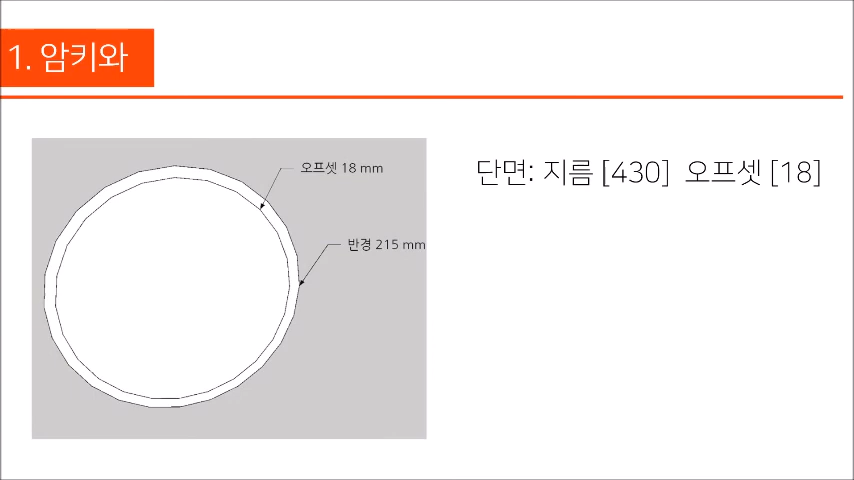 1. 암키와
오프셋 18 mm
반경 215 mm
단면: 지름 [430] 오프셋 [18]